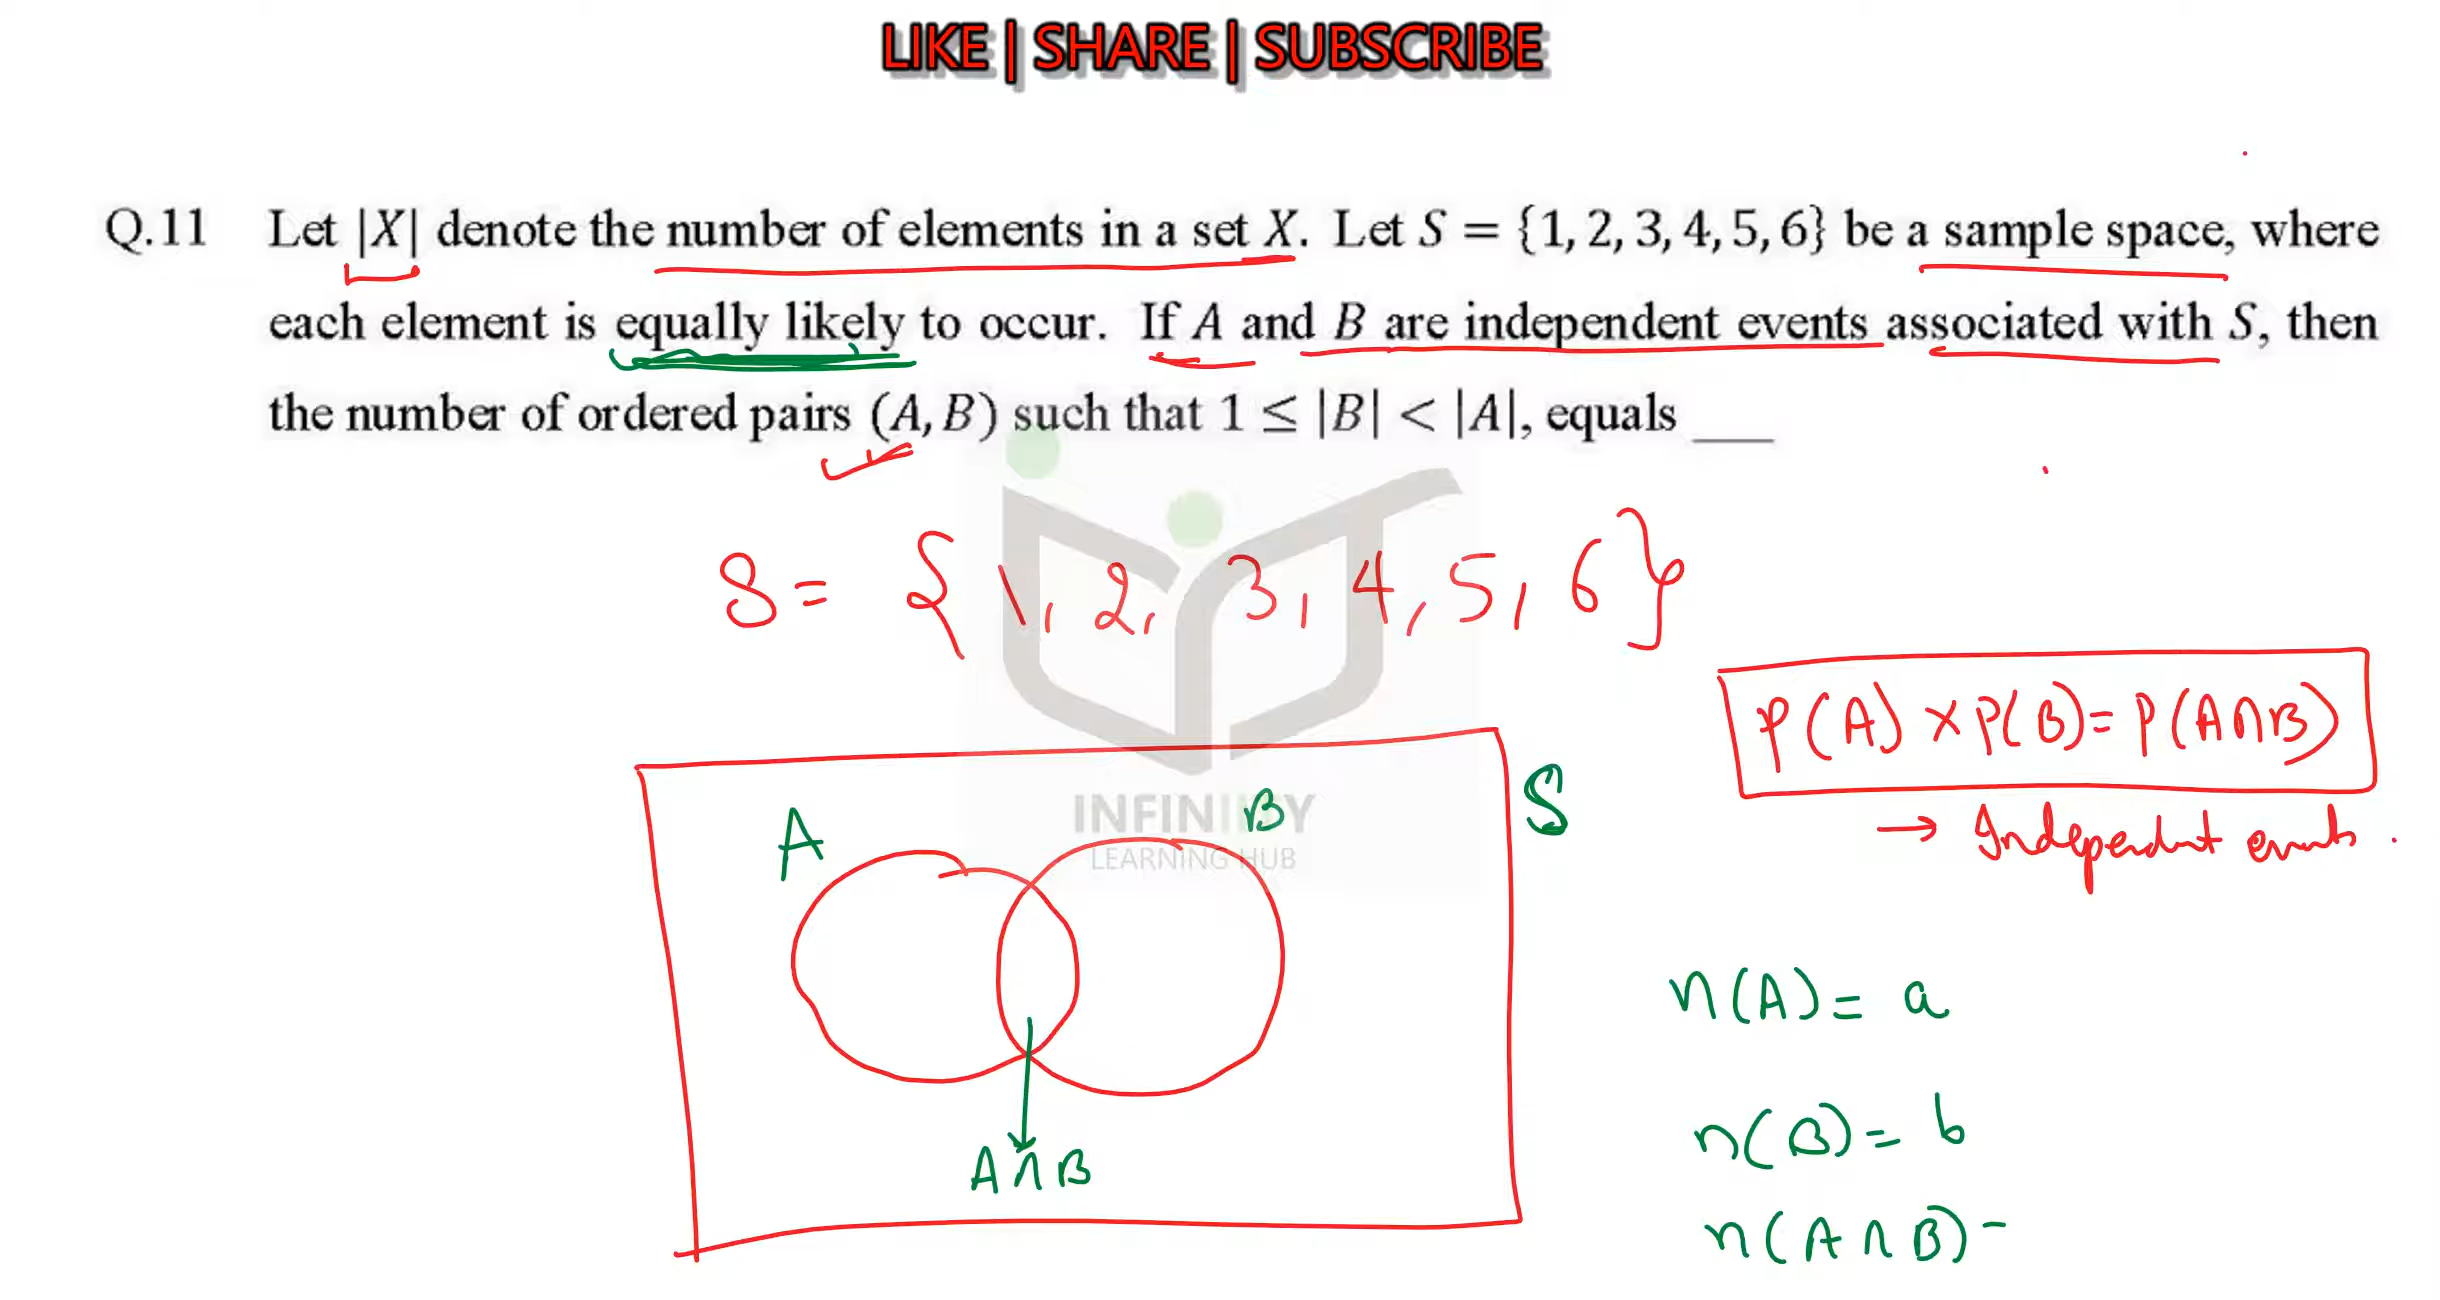 LIKE | SHARE | SUBSCRIBE
Q.11 Let |X| denote the number of elements in a set X. Let S = {1, 2, 3, 4, 5, 6} be a sample space, where
each element is equally likely to occur. If A and B are independent events associated with S, then
the number of ordered pairs (A, B) such that 1 ≤ |B| < |A|, equals ____
S = { 1, 2, 3, 4, 5, 6 }
P(A) × P(B) = P(A∩B)
→ Independent events.
A
B
S
INFINITY
LEARNING HUB
n(A) = a
n(B) = b
A∩B
n(A∩B) =